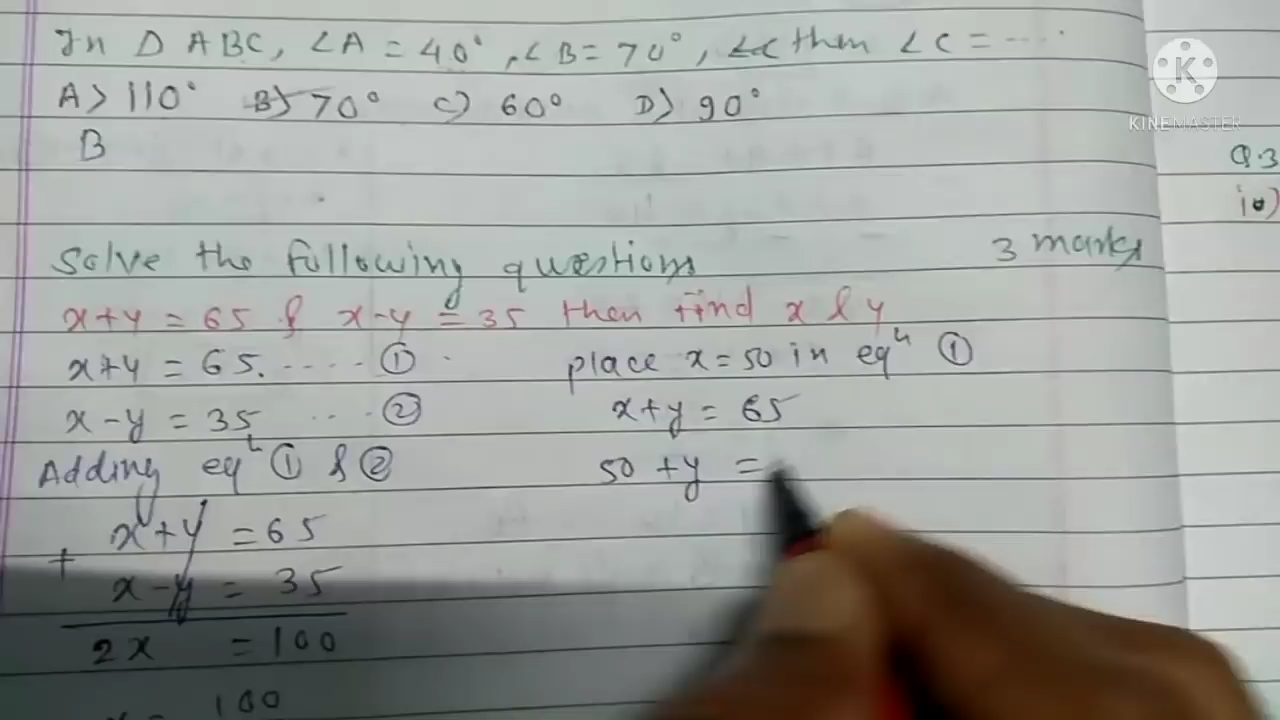 In Δ ABC, ∠A = 40°, ∠B = 70°, ∠C then ∠C = ....
A> 110° B) 70° C) 60° D) 90°
B
Solve the following questions 3 marks
x+y = 65 & x-y = 35 then find x & y
x+y = 65. ..... ①
x-y = 35 .... ②
Adding eqⁿ ① & ②
x+y = 65
+
x-y = 35
2x = 100
100
place x = 50 in eqⁿ ①
x+y = 65
50 +y =
Q.3
iv)
K
KINEMASTER